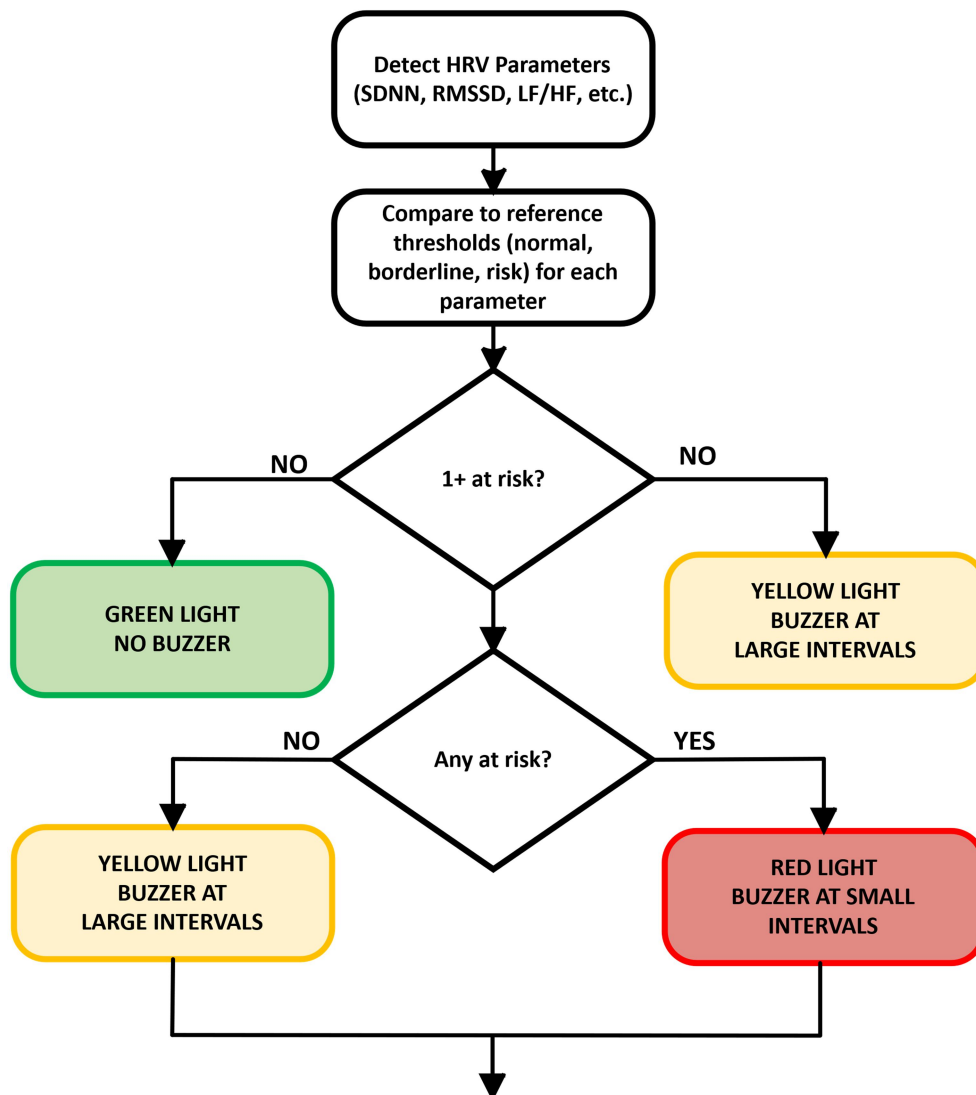 Detect HRV Parameters
(SDNN, RMSSD, LF/HF, etc.)
Compare to reference
thresholds (normal,
borderline, risk) for each
parameter
1+ at risk?
NO
NO
GREEN LIGHT
NO BUZZER
YELLOW LIGHT
BUZZER AT
LARGE INTERVALS
Any at risk?
NO
YES
YELLOW LIGHT
BUZZER AT
LARGE INTERVALS
RED LIGHT
BUZZER AT SMALL
INTERVALS